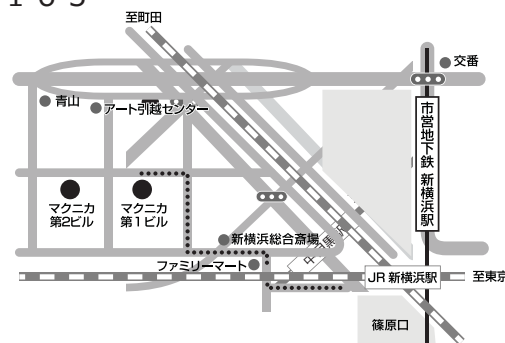 至町田
交番
青山
アート引越センター
市営地下鉄 新横浜駅
マクニカ
第2ビル
マクニカ
第1ビル
新横浜総合斎場
ファミリーマート
JR 新横浜駅
至東京
篠原口